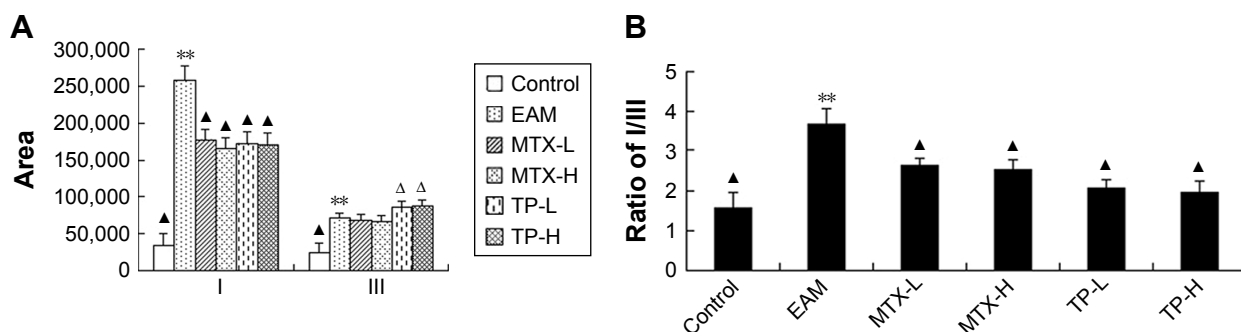 A
300,000
250,000
200,000
150,000
100,000
50,000
0
Area
**
▲
▲ ▲ ▲ ▲
**
▲
Δ Δ
I III
Control
EAM
MTX-L
MTX-H
TP-L
TP-H
B
5
4
3
2
1
0
Ratio of I/III
▲
**
▲
▲
▲
▲
Control
EAM
MTX-L
MTX-H
TP-L
TP-H